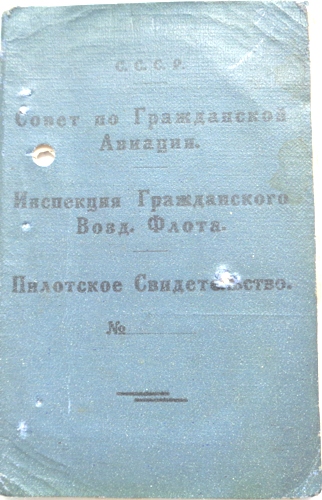 С. С. С. Р.
Совет по Гражданской
Авиации.
Инспекция Гражданского
Возд. Флота.
Пилотское Свидетельство.
№